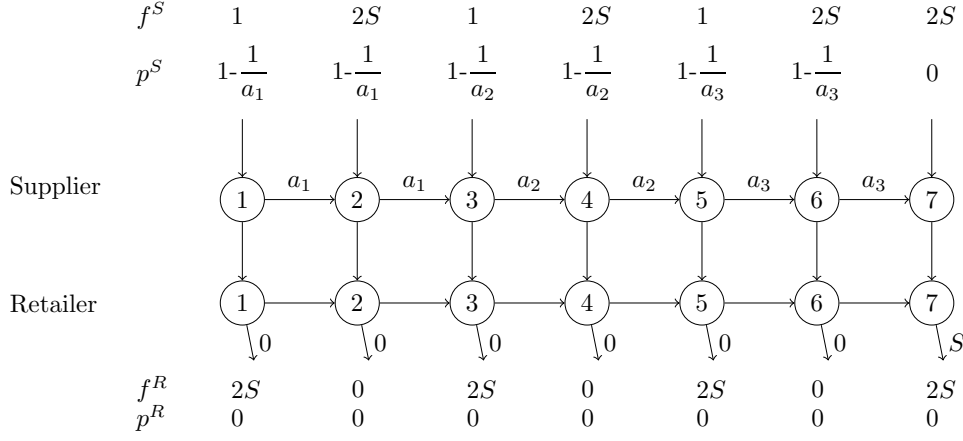 f^S 1 2S 1 2S 1 2S 2S
p^S 1-1/a_1 1-1/a_1 1-1/a_2 1-1/a_2 1-1/a_3 1-1/a_3 0
a_1 a_1 a_2 a_2 a_3 a_3
Supplier 1 2 3 4 5 6 7
Retailer 1 2 3 4 5 6 7
0 0 0 0 0 0 S
f^R 2S 0 2S 0 2S 0 2S
p^R 0 0 0 0 0 0 0